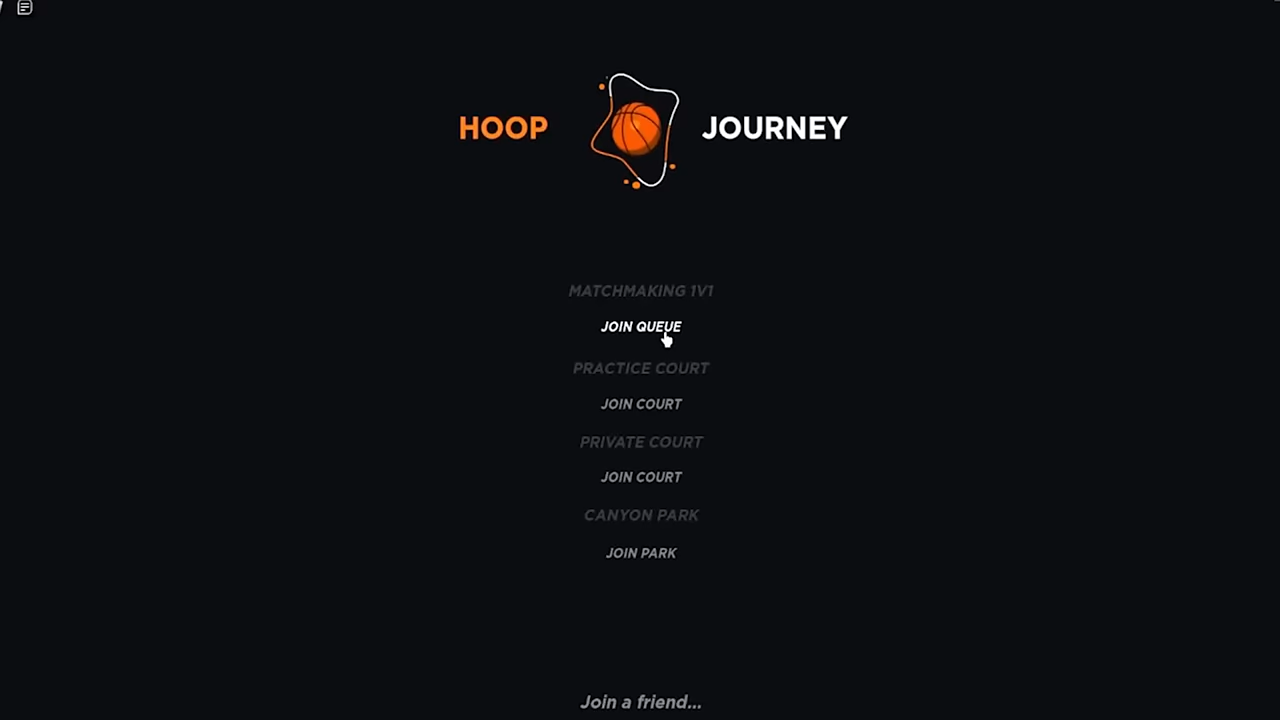 HOOP JOURNEY
MATCHMAKING 1V1
JOIN QUEUE
PRACTICE COURT
JOIN COURT
PRIVATE COURT
JOIN COURT
CANYON PARK
JOIN PARK
Join a friend...